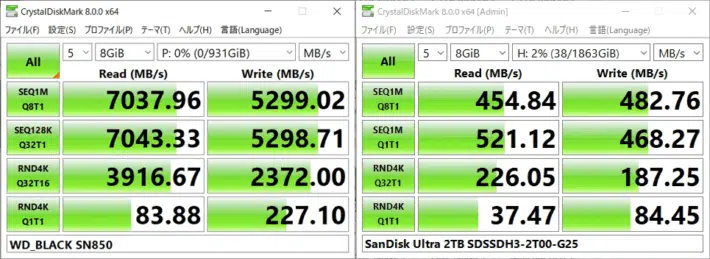 CrystalDiskMark 8.0.0 x64
ファイル(F) 設定(S) プロファイル(P) テーマ(T) ヘルプ(H) 言語(Language)
All
5
8GiB
P: 0% (0/931GiB)
MB/s
Read (MB/s) Write (MB/s)
SEQ1M
Q8T1
7037.96 5299.02
SEQ128K
Q32T1
7043.33 5298.71
RND4K
Q32T16
3916.67 2372.00
RND4K
Q1T1
83.88 227.10
WD_BLACK SN850
CrystalDiskMark 8.0.0 x64 [Admin]
ファイル(F) 設定(S) プロファイル(P) テーマ(T) ヘルプ(H) 言語(Language)
All
5
8GiB
H: 2% (38/1863GiB)
MB/s
Read (MB/s) Write (MB/s)
SEQ1M
Q8T1
454.84 482.76
SEQ1M
Q1T1
521.12 468.27
RND4K
Q32T1
226.05 187.25
RND4K
Q1T1
37.47 84.45
SanDisk Ultra 2TB SDSSDH3-2T00-G25